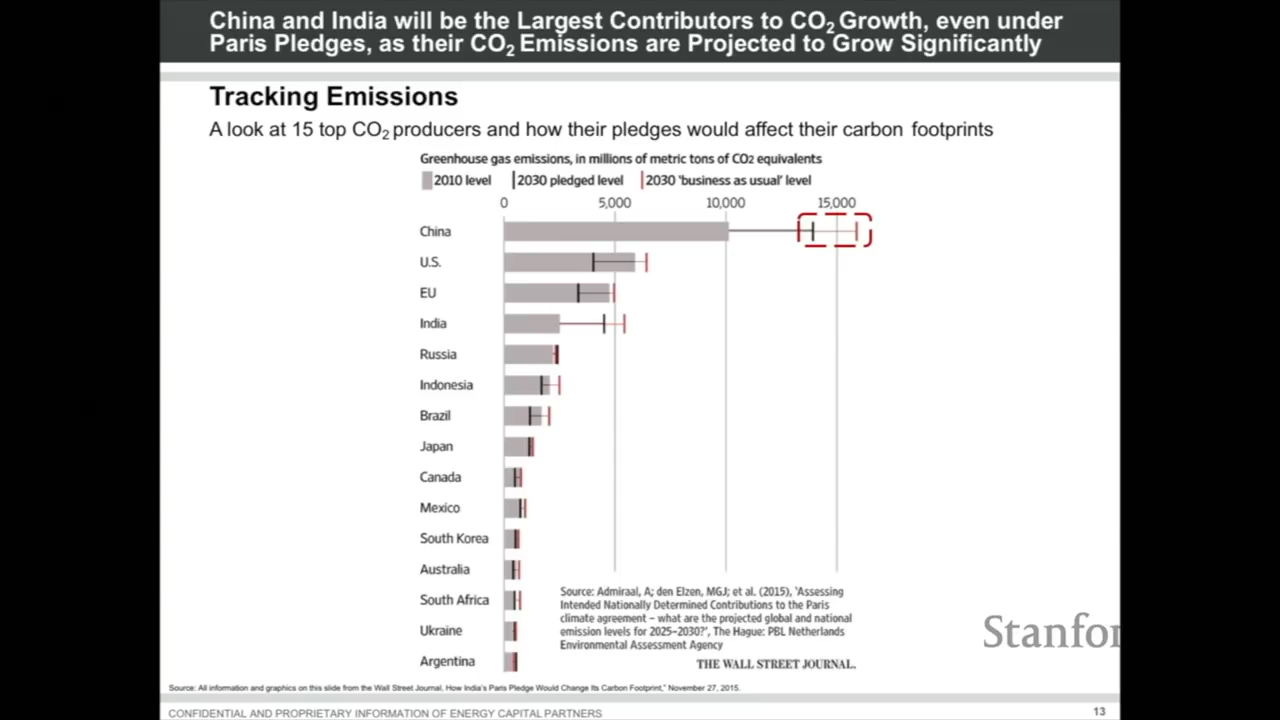 China and India will be the Largest Contributors to CO2 Growth, even under
Paris Pledges, as their CO2 Emissions are Projected to Grow Significantly
Tracking Emissions
A look at 15 top CO2 producers and how their pledges would affect their carbon footprints
Greenhouse gas emissions, in millions of metric tons of CO2 equivalents
2010 level 2030 pledged level 2030 'business as usual' level
0 5,000 10,000 15,000
China
U.S.
EU
India
Russia
Indonesia
Brazil
Japan
Canada
Mexico
South Korea
Australia
South Africa
Ukraine
Argentina
Source: Admiraal, A; den Elzen, MGJ; et al. (2015), 'Assessing
Intended Nationally Determined Contributions to the Paris
climate agreement – what are the projected global and national
emission levels for 2025–2030?', The Hague: PBL Netherlands
Environmental Assessment Agency
THE WALL STREET JOURNAL.
Stanfor
Source: All information and graphics on this slide from the Wall Street Journal, How India's Paris Pledge Would Change Its Carbon Footprint," November 27, 2015.
CONFIDENTIAL AND PROPRIETARY INFORMATION OF ENERGY CAPITAL PARTNERS 13